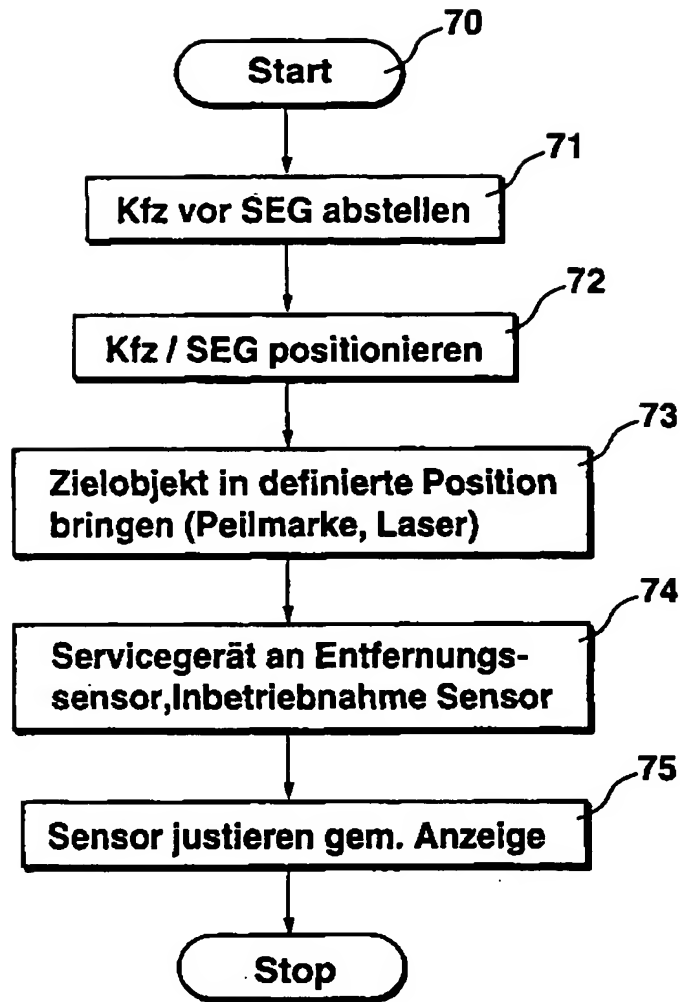 70
Start
71
Kfz vor SEG abstellen
72
Kfz / SEG positionieren
73
Zielobjekt in definierte Position
bringen (Peilmarke, Laser)
74
Servicegerät an Entfernungs-
sensor,Inbetriebnahme Sensor
75
Sensor justieren gem. Anzeige
Stop